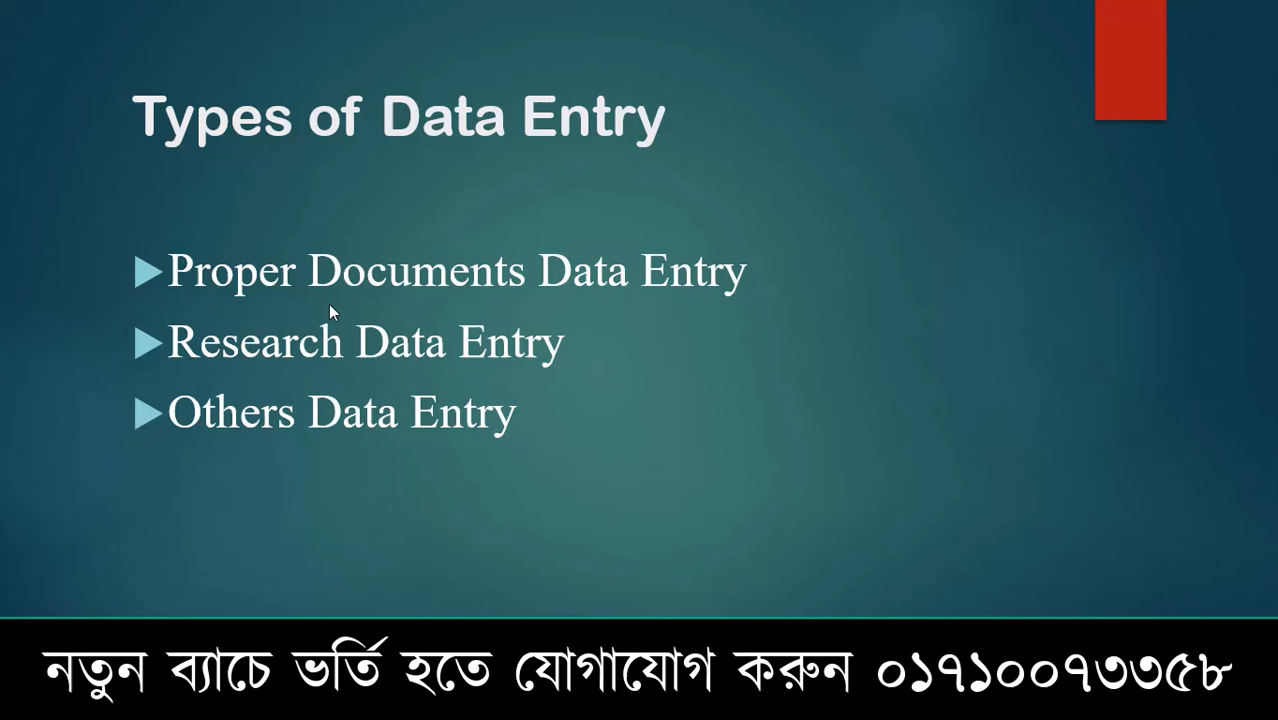 Types of Data Entry
Proper Documents Data Entry
Research Data Entry
Others Data Entry
নতুন ব্যাচে ভর্তি হতে যোগাযোগ করুন ০১৭১০০৭৩৩৫৮